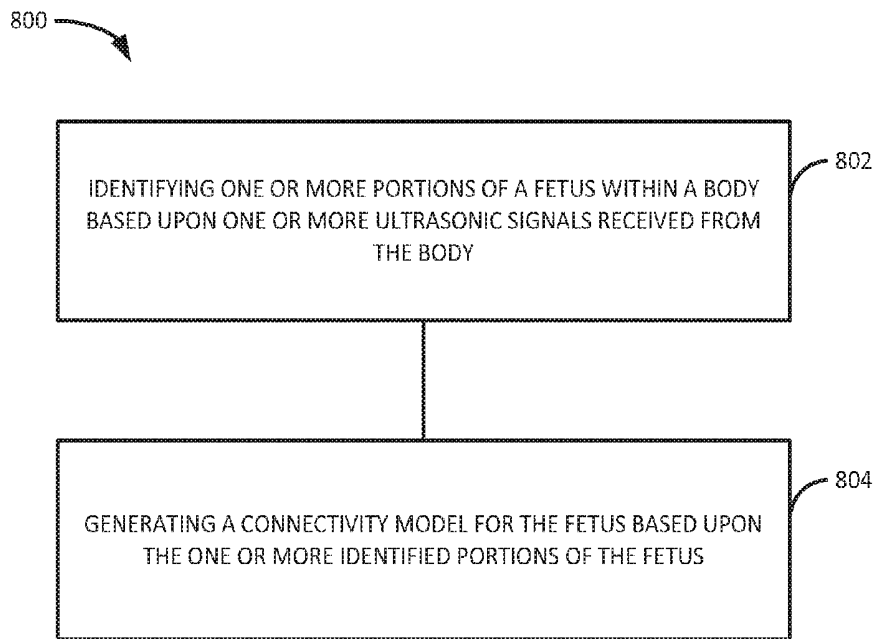 800
802
IDENTIFYING ONE OR MORE PORTIONS OF A FETUS WITHIN A BODY
BASED UPON ONE OR MORE ULTRASONIC SIGNALS RECEIVED FROM
THE BODY
804
GENERATING A CONNECTIVITY MODEL FOR THE FETUS BASED UPON
THE ONE OR MORE IDENTIFIED PORTIONS OF THE FETUS